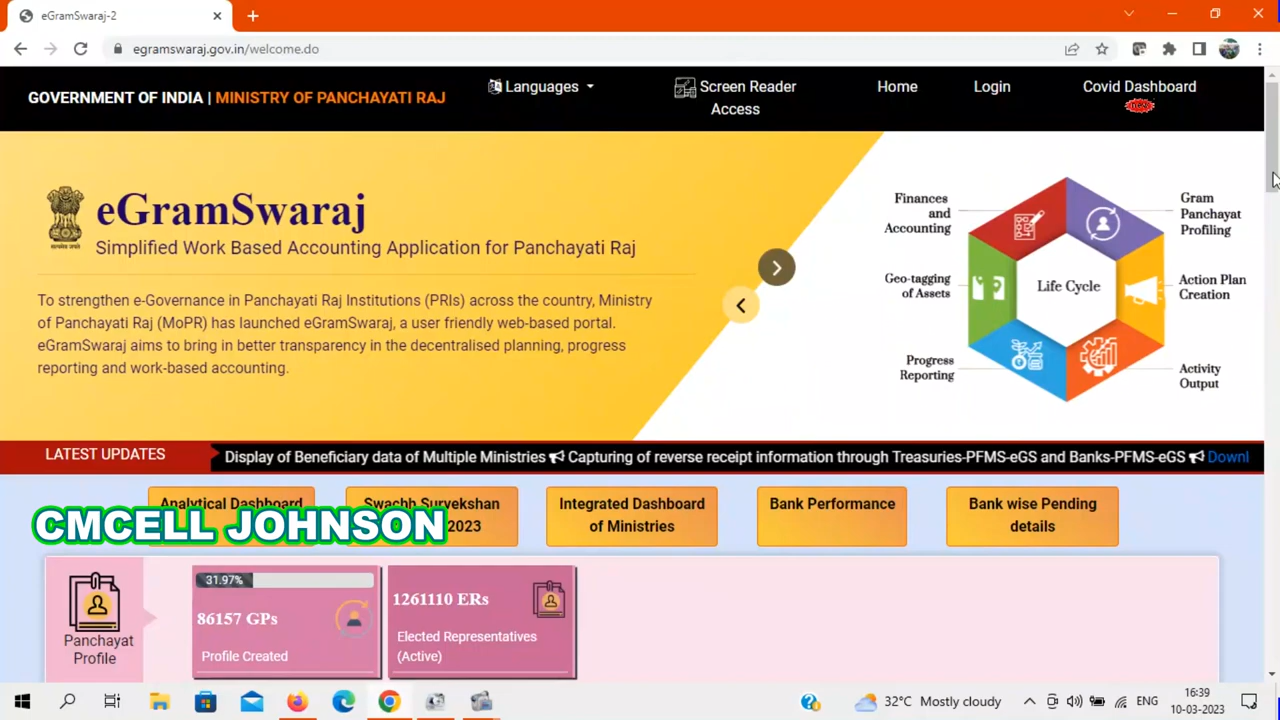 eGramSwaraj-2
egramswaraj.gov.in/welcome.do
GOVERNMENT OF INDIA | MINISTRY OF PANCHAYATI RAJ
Languages
Screen Reader
Access
Home
Login
Covid Dashboard
eGramSwaraj
Simplified Work Based Accounting Application for Panchayati Raj
To strengthen e-Governance in Panchayati Raj Institutions (PRIs) across the country, Ministry
of Panchayati Raj (MoPR) has launched eGramSwaraj, a user friendly web-based portal.
eGramSwaraj aims to bring in better transparency in the decentralised planning, progress
reporting and work-based accounting.
Finances
and
Accounting
Gram
Panchayat
Profiling
Geo-tagging
of Assets
Life Cycle
Action Plan
Creation
Progress
Reporting
Activity
Output
LATEST UPDATES
Display of Beneficiary data of Multiple Ministries
Capturing of reverse receipt information through Treasuries-PFMS-eGS and Banks-PFMS-eGS
Downl
Analytical Dashboard
Swachh Survekshan
2023
Integrated Dashboard
of Ministries
Bank Performance
Bank wise Pending
details
CMCELL JOHNSON
Panchayat
Profile
31.97%
86157 GPs
Profile Created
1261110 ERs
Elected Representatives
(Active)
32°C Mostly cloudy
ENG
16:39
10-03-2023